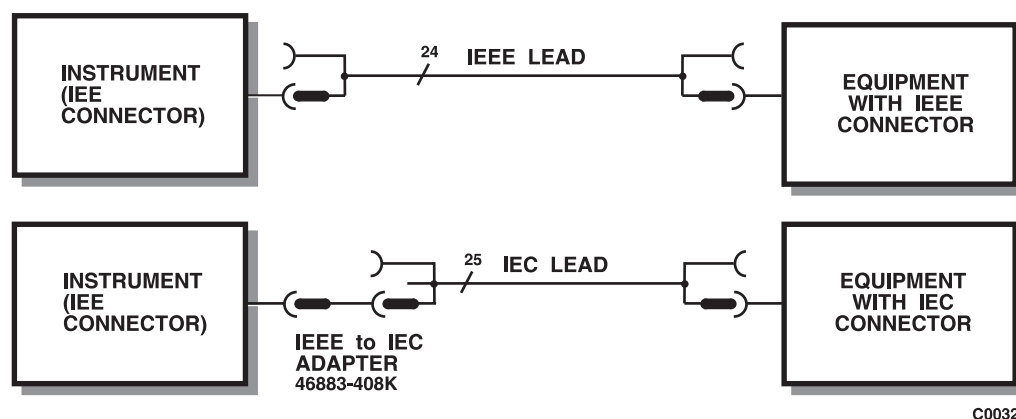 INSTRUMENT
(IEE
CONNECTOR)
24
IEEE LEAD
EQUIPMENT
WITH IEEE
CONNECTOR
INSTRUMENT
(IEE
CONNECTOR)
25
IEC LEAD
IEEE to IEC
ADAPTER
46883-408K
EQUIPMENT
WITH IEC
CONNECTOR
C0032